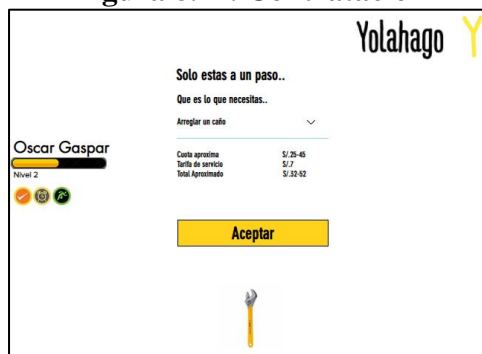 Yolahago
Solo estas a un paso..
Que es lo que necesitas..
Arreglar un caño
Oscar Gaspar
Nivel 2
Cuota aproxima S/.25-45
Tarifa de servicio S/.7
Total Aproximado S/.32-52
Aceptar